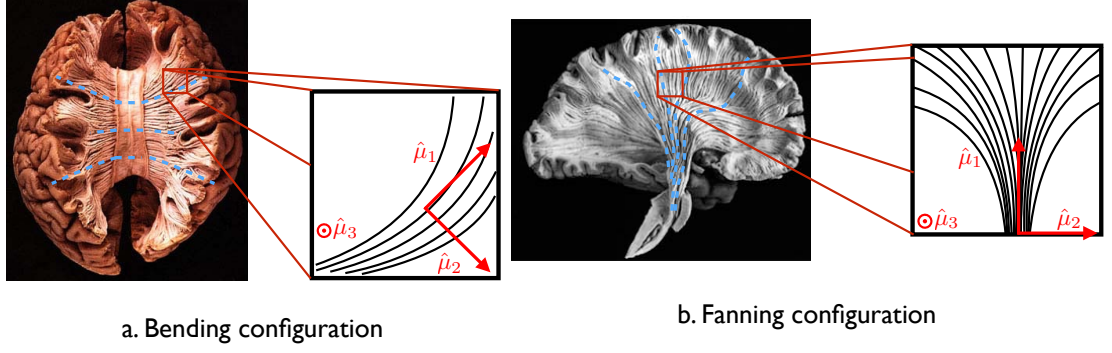 μ̂₁
μ̂₃
μ̂₂
a. Bending configuration
μ̂₁
μ̂₃
μ̂₂
b. Fanning configuration